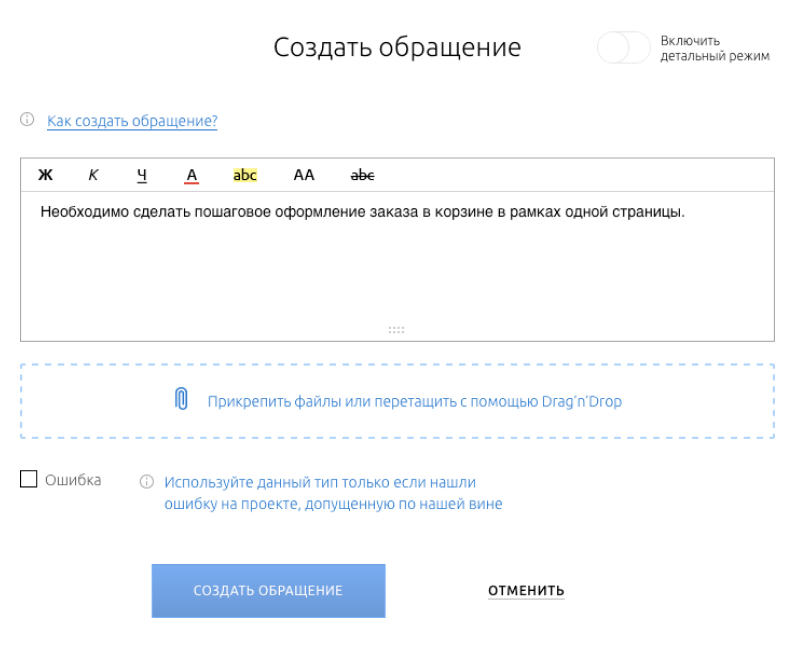 Создать обращение
Включить
детальный режим
Как создать обращение?
Ж К Ч А abc АА abc
Необходимо сделать пошаговое оформление заказа в корзине в рамках одной страницы.
Прикрепить файлы или перетащить с помощью Drag'n'Drop
Ошибка
Используйте данный тип только если нашли
ошибку на проекте, допущенную по нашей вине
СОЗДАТЬ ОБРАЩЕНИЕ
ОТМЕНИТЬ